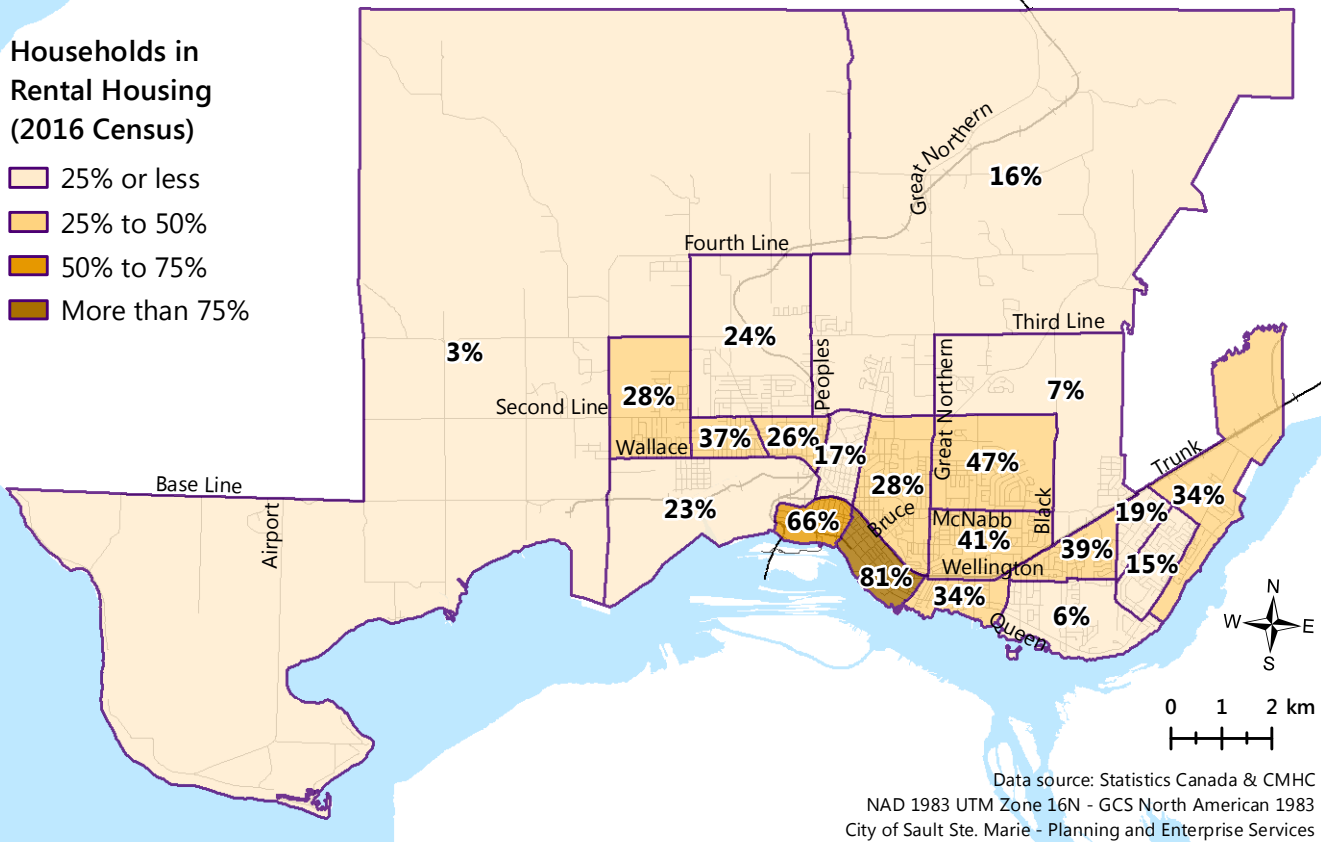 Households in
Rental Housing
(2016 Census)
25% or less
25% to 50%
50% to 75%
More than 75%
Great Northern
16%
Fourth Line
Third Line
24%
3%
Peoples
Great Northern
7%
28%
Second Line
Wallace
37%
26%
17%
47%
Trunk
Base Line
28%
34%
Airport
23%
66%
Bruce
McNabb
Black
19%
41%
39%
15%
Wellington
81%
34%
Queen
6%
N
W
E
S
0 1 2 km
Data source: Statistics Canada & CMHC
NAD 1983 UTM Zone 16N - GCS North American 1983
City of Sault Ste. Marie - Planning and Enterprise Services